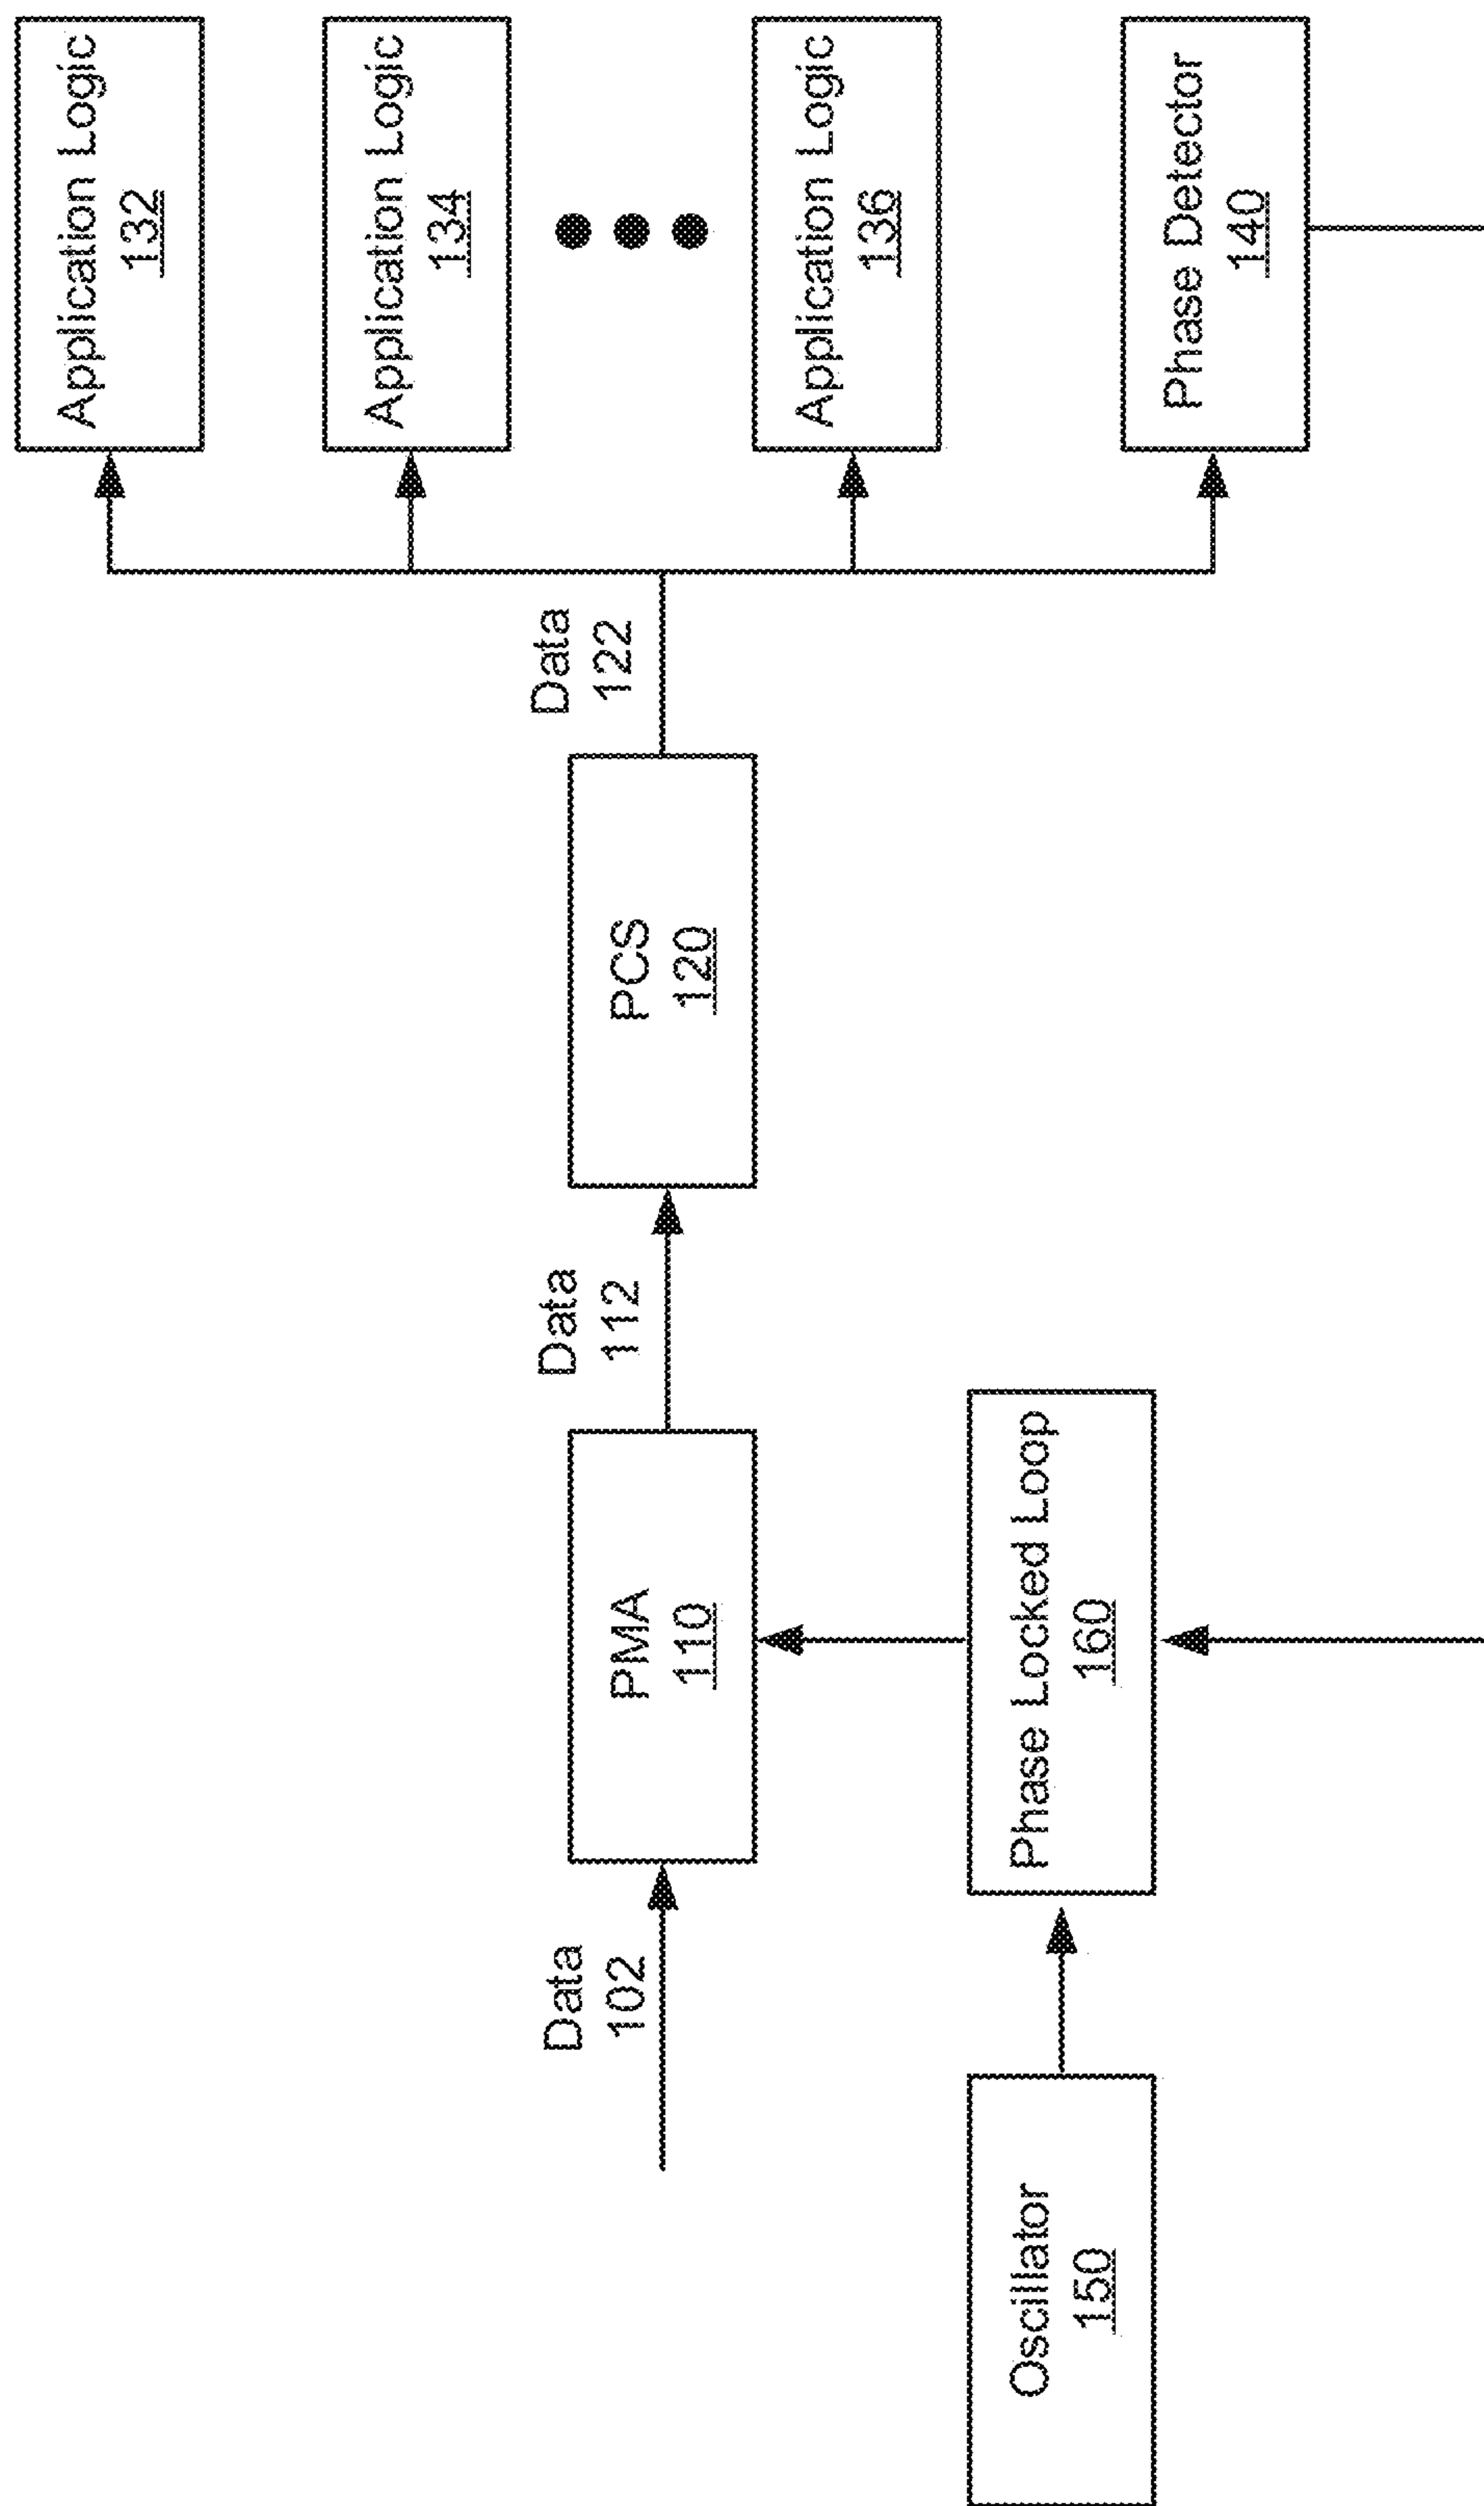 Application Logic
132
Application Logic
134
Application Logic
136
Phase Detector
140
Data
122
PCS
120
Data
112
PMA
110
Phase Locked Loop
160
Data
102
Oscillator
150